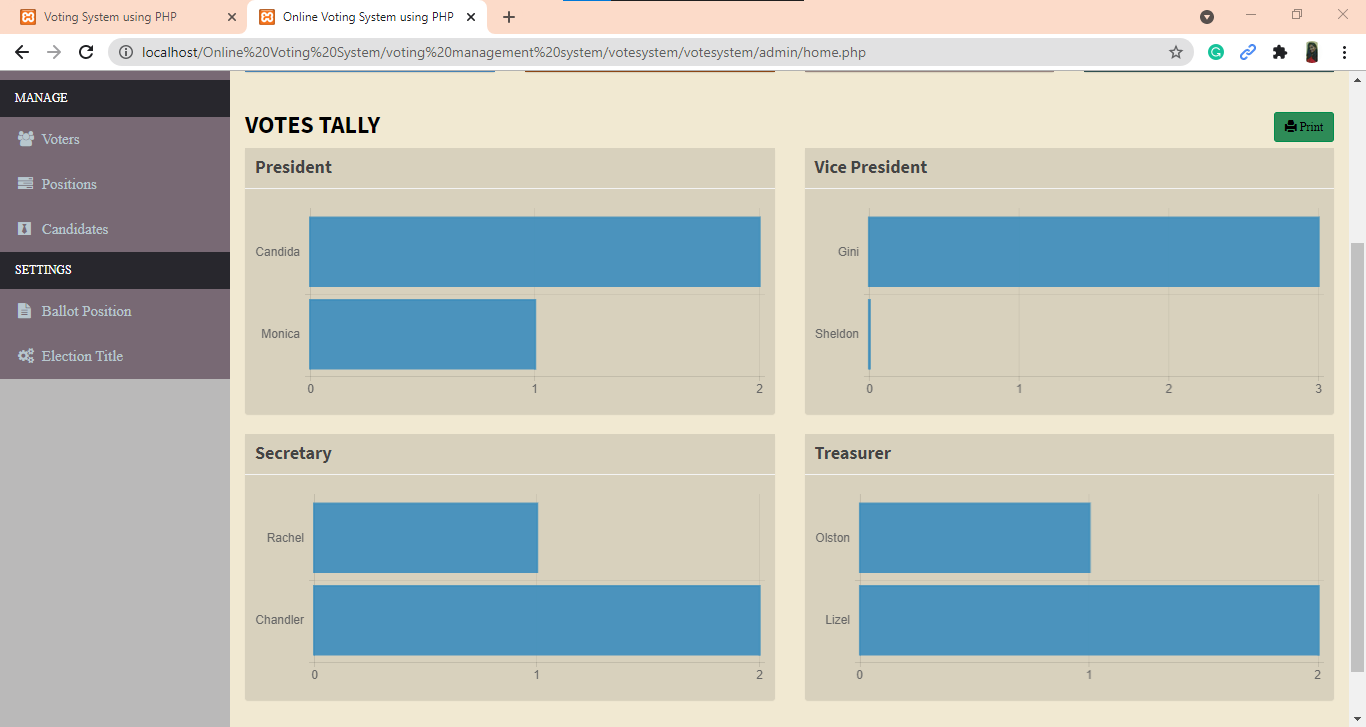 Voting System using PHP
Online Voting System using PHP
localhost/Online%20Voting%20System/voting%20management%20system/votesystem/votesystem/admin/home.php
MANAGE
Voters
Positions
Candidates
SETTINGS
Ballot Position
Election Title
VOTES TALLY
Print
President
Candida
Monica
0 1 2
Vice President
Gini
Sheldon
0 1 2 3
Secretary
Rachel
Chandler
0 1 2
Treasurer
Olston
Lizel
0 1 2